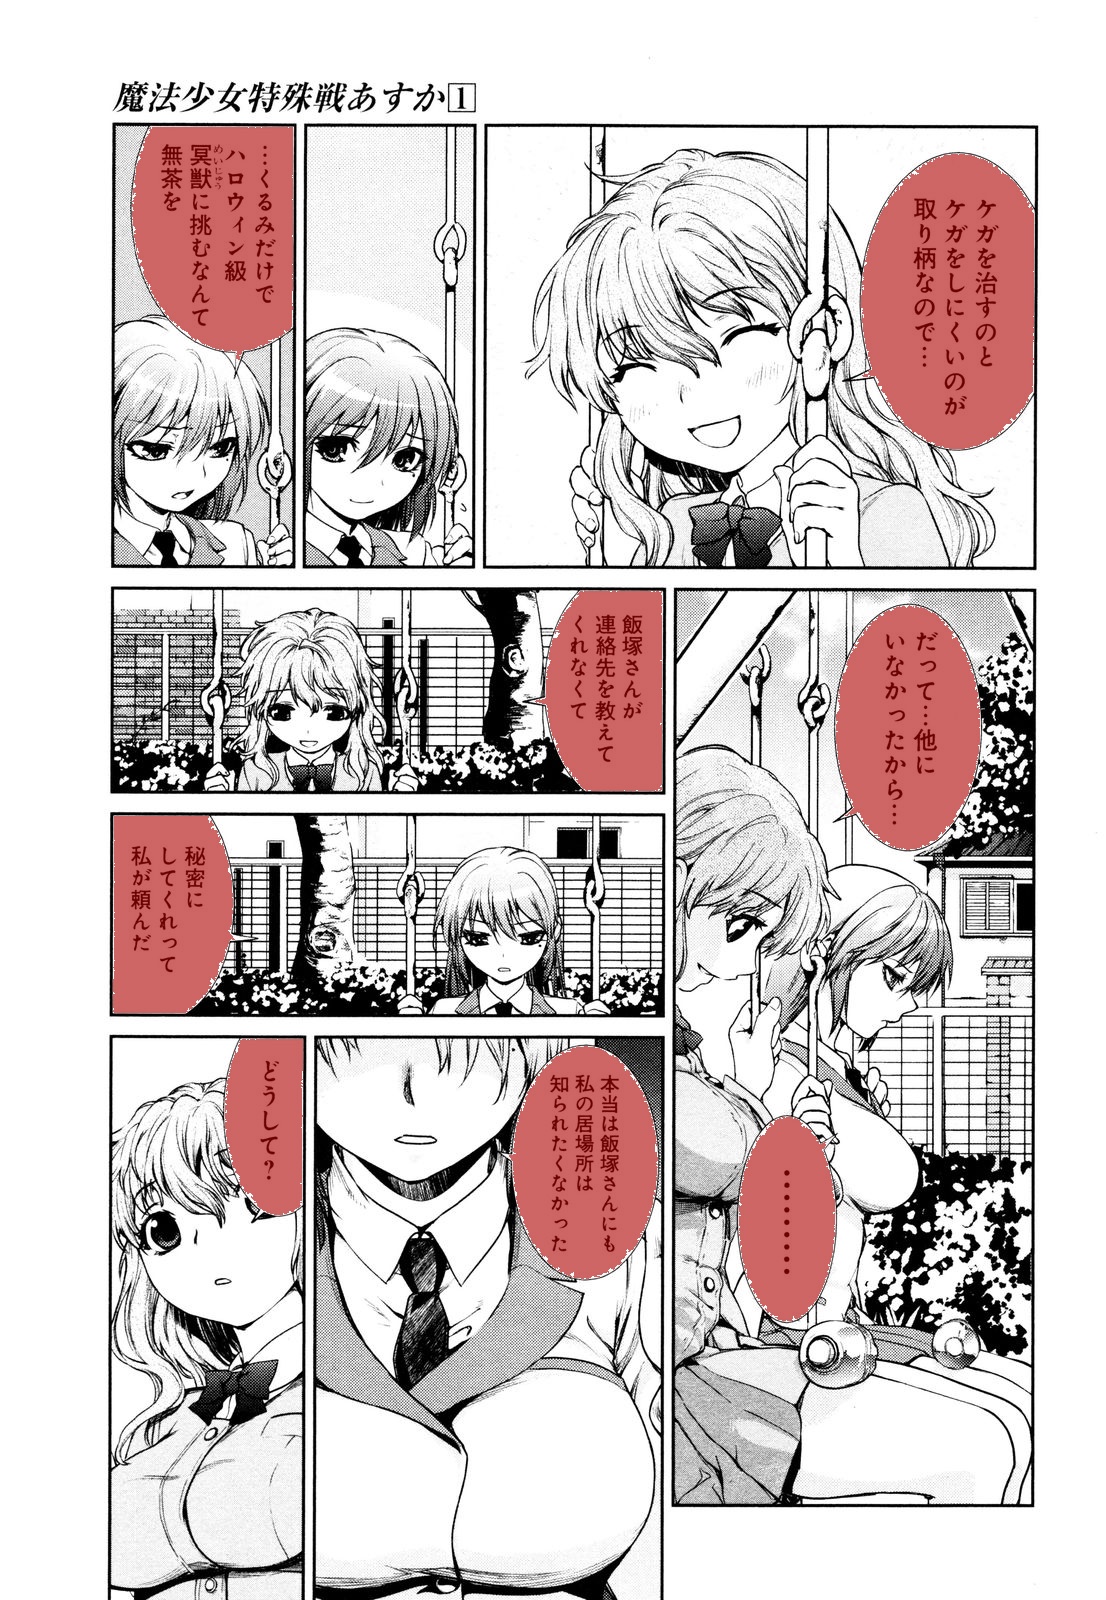 魔法少女特殊戦あすか1
ケガを治すのと
ケガをしにくいのが
取り柄なので…
…くるみだけで
ハロウィン級
冥獣に挑むなんて
めいじゅう
無茶を
だって…他に
いなかったから…
………
飯塚さんが
連絡先を教えて
くれなくて
秘密に
してくれって
私が頼んだ
本当は飯塚さんにも
私の居場所は
知られたくなかった
どうして?